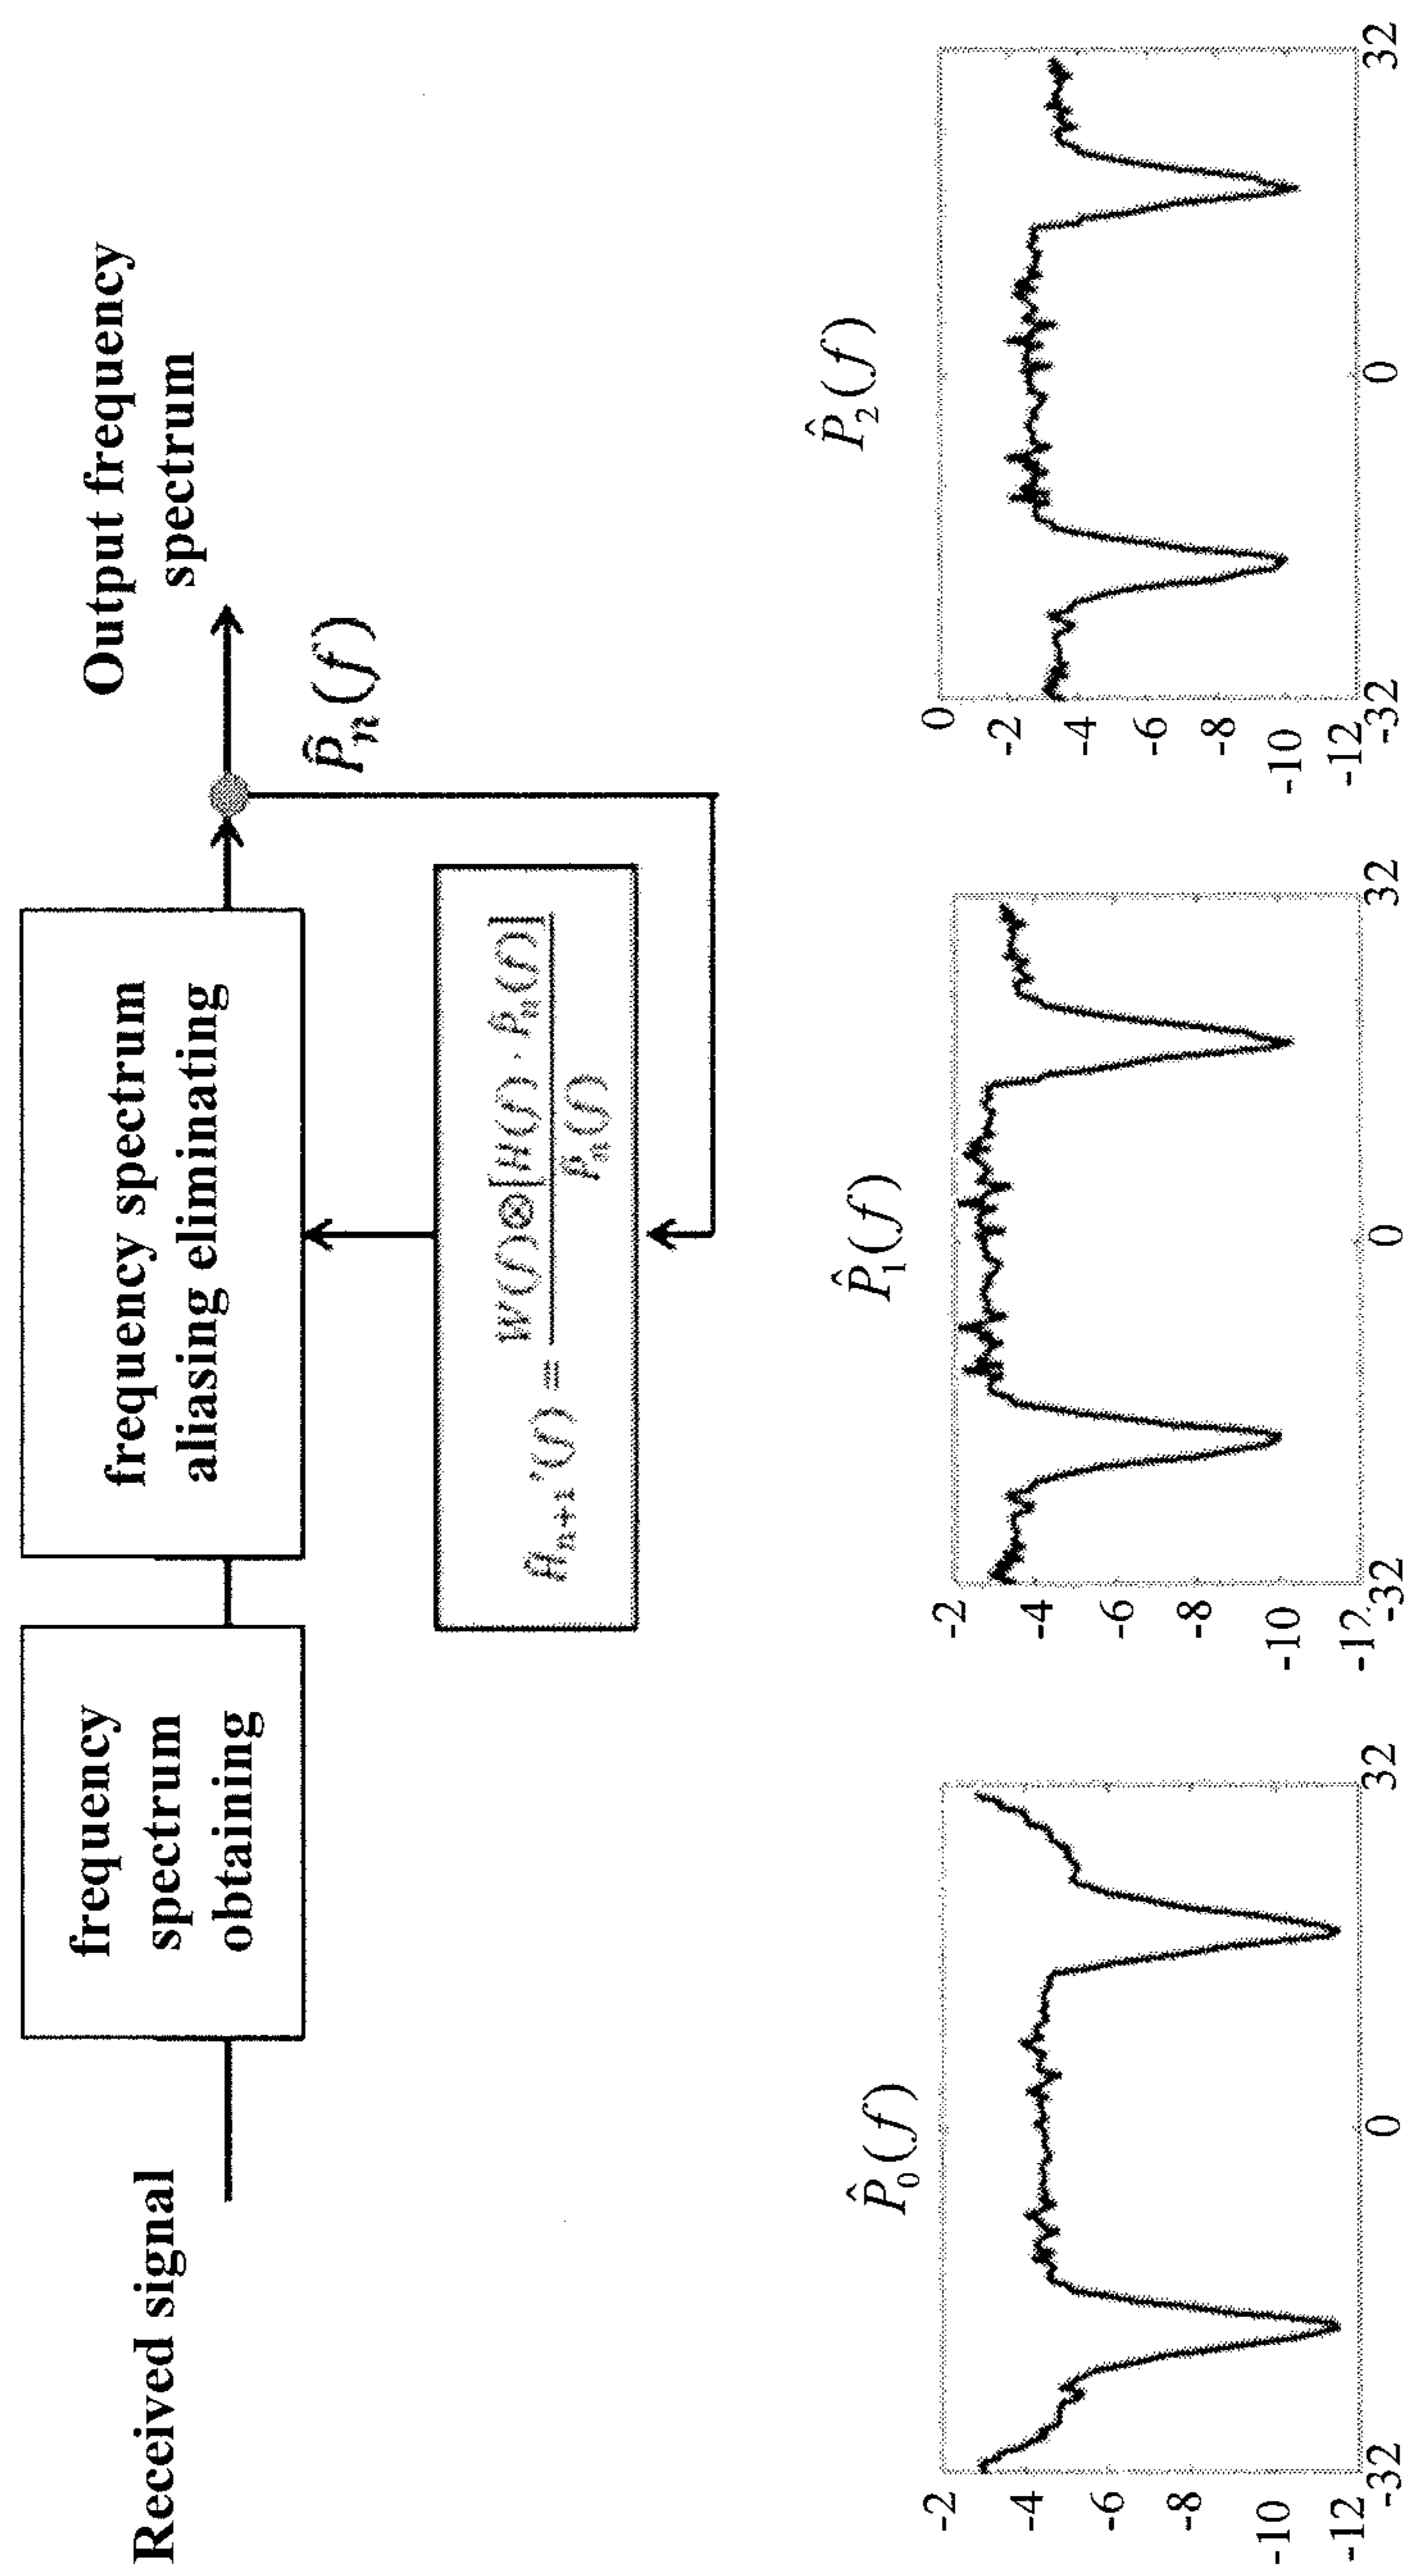 Received signal
frequency
spectrum
obtaining
frequency spectrum
aliasing eliminating
Output frequency
spectrum
P̂n(f)
Ĥn+1'(f) = W(f)⊗[H(f) · P̂n(f)] / P̂n(f)
P̂0(f)
-2
-4
-6
-8
-10
-12
-32
0
32
P̂1(f)
-2
-4
-6
-8
-10
-12
-32
0
32
P̂2(f)
0
-2
-4
-6
-8
-10
-12
-32
0
32